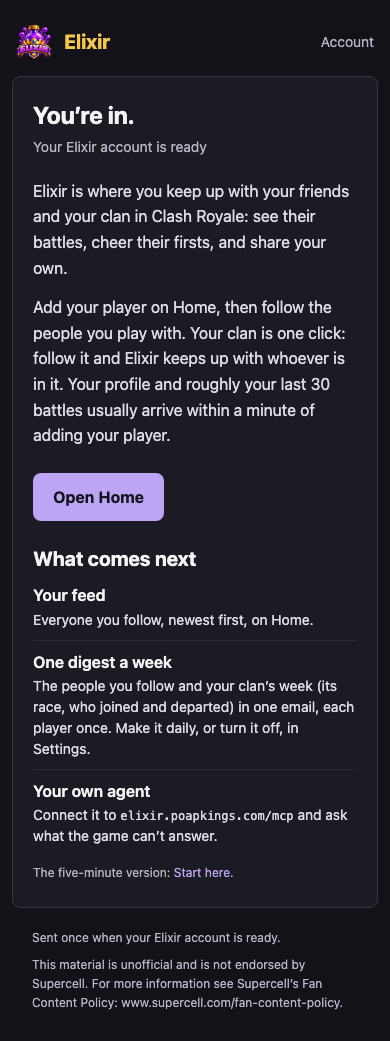 ELIXIR
Elixir
Account
You're in.
Your Elixir account is ready
Elixir is where you keep up with your friends
and your clan in Clash Royale: see their
battles, cheer their firsts, and share your
own.
Add your player on Home, then follow the
people you play with. Your clan is one click:
follow it and Elixir keeps up with whoever is
in it. Your profile and roughly your last 30
battles usually arrive within a minute of
adding your player.
Open Home
What comes next
Your feed
Everyone you follow, newest first, on Home.
One digest a week
The people you follow and your clan's week (its
race, who joined and departed) in one email, each
player once. Make it daily, or turn it off, in
Settings.
Your own agent
Connect it to elixir.poapkings.com/mcp and ask
what the game can't answer.
The five-minute version: Start here.
Sent once when your Elixir account is ready.
This material is unofficial and is not endorsed by
Supercell. For more information see Supercell's Fan
Content Policy: www.supercell.com/fan-content-policy.